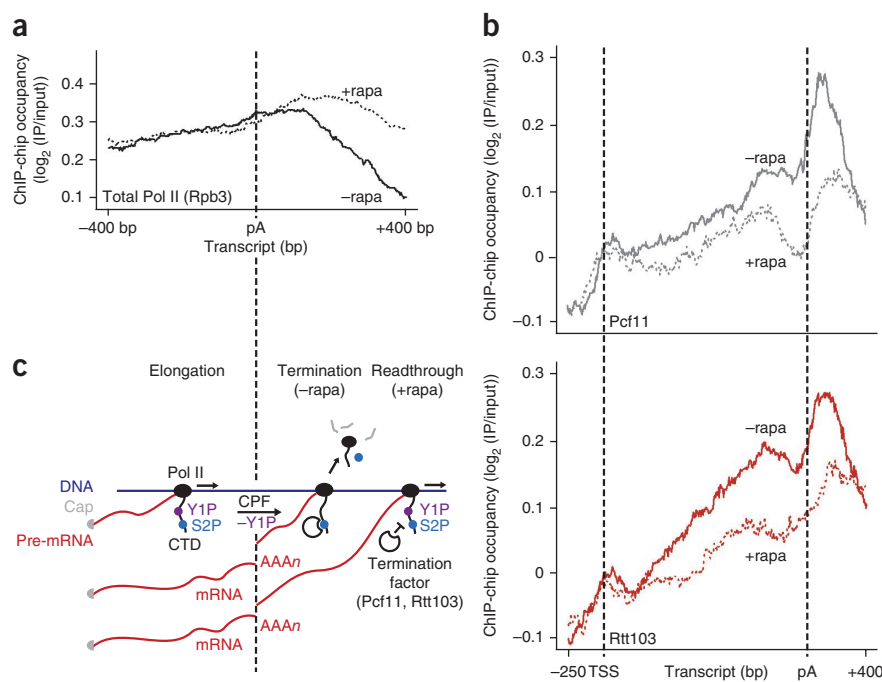 a
ChIP-chip occupancy
(log2 (IP/input))
0.4
0.3
0.2
0.1
+rapa
–rapa
Total Pol II (Rpb3)
–400 bp
pA
+400 bp
Transcript (bp)
b
ChIP-chip occupancy (log2 (IP/input))
0.3
0.2
0.1
0
–0.1
–rapa
+rapa
Pcf11
ChIP-chip occupancy (log2 (IP/input))
0.3
0.2
0.1
0
–0.1
–rapa
+rapa
Rtt103
–250
TSS
Transcript (bp)
pA
+400
c
Elongation
Termination
(–rapa)
Readthrough
(+rapa)
Pol II
DNA
Cap
Pre-mRNA
Y1P
S2P
CTD
CPF
–Y1P
Y1P
S2P
Termination
factor
(Pcf11, Rtt103)
AAAn
mRNA
AAAn
mRNA